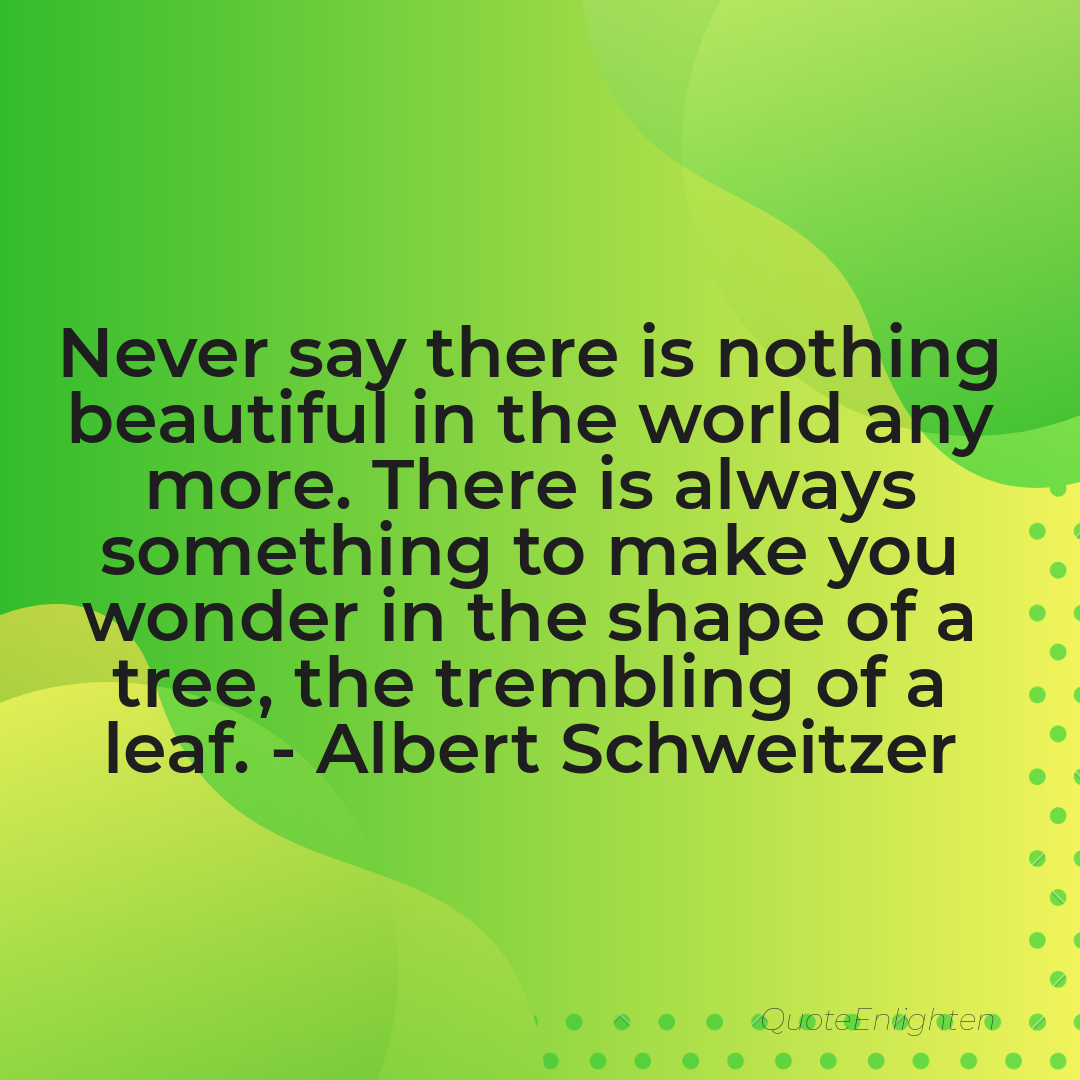 Never say there is nothing
beautiful in the world any
more. There is always
something to make you
wonder in the shape of a
tree, the trembling of a
leaf. - Albert Schweitzer
QuoteEnlighten